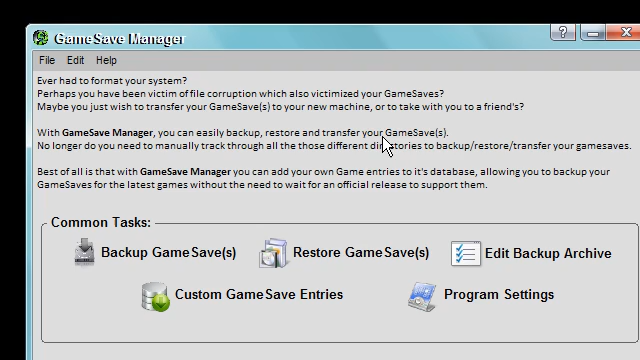 GameSave Manager
File Edit Help
Ever had to format your system?
Perhaps you have been victim of file corruption which also victimized your GameSaves?
Maybe you just wish to transfer your GameSave(s) to your new machine, or to take with you to a friend's?
With GameSave Manager, you can easily backup, restore and transfer your GameSave(s).
No longer do you need to manually track through all the those different directories to backup/restore/transfer your gamesaves.
Best of all is that with GameSave Manager you can add your own Game entries to it's database, allowing you to backup your
GameSaves for the latest games without the need to wait for an official release to support them.
Common Tasks:
Backup GameSave(s) Restore GameSave(s) Edit Backup Archive
Custom GameSave Entries Program Settings